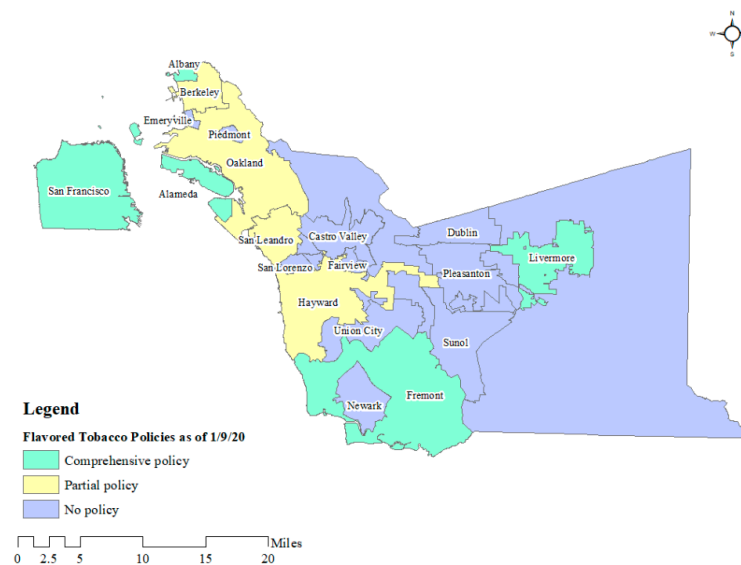 N
W
E
S
Albany
Berkeley
Emeryville
Piedmont
Oakland
San Francisco
Alameda
San Leandro
Castro Valley
Dublin
Livermore
San Lorenzo
Fairview
Pleasanton
Hayward
Union City
Sunol
Fremont
Newark
Legend
Flavored Tobacco Policies as of 1/9/20
Comprehensive policy
Partial policy
No policy
Miles
0 2.5 5 10 15 20